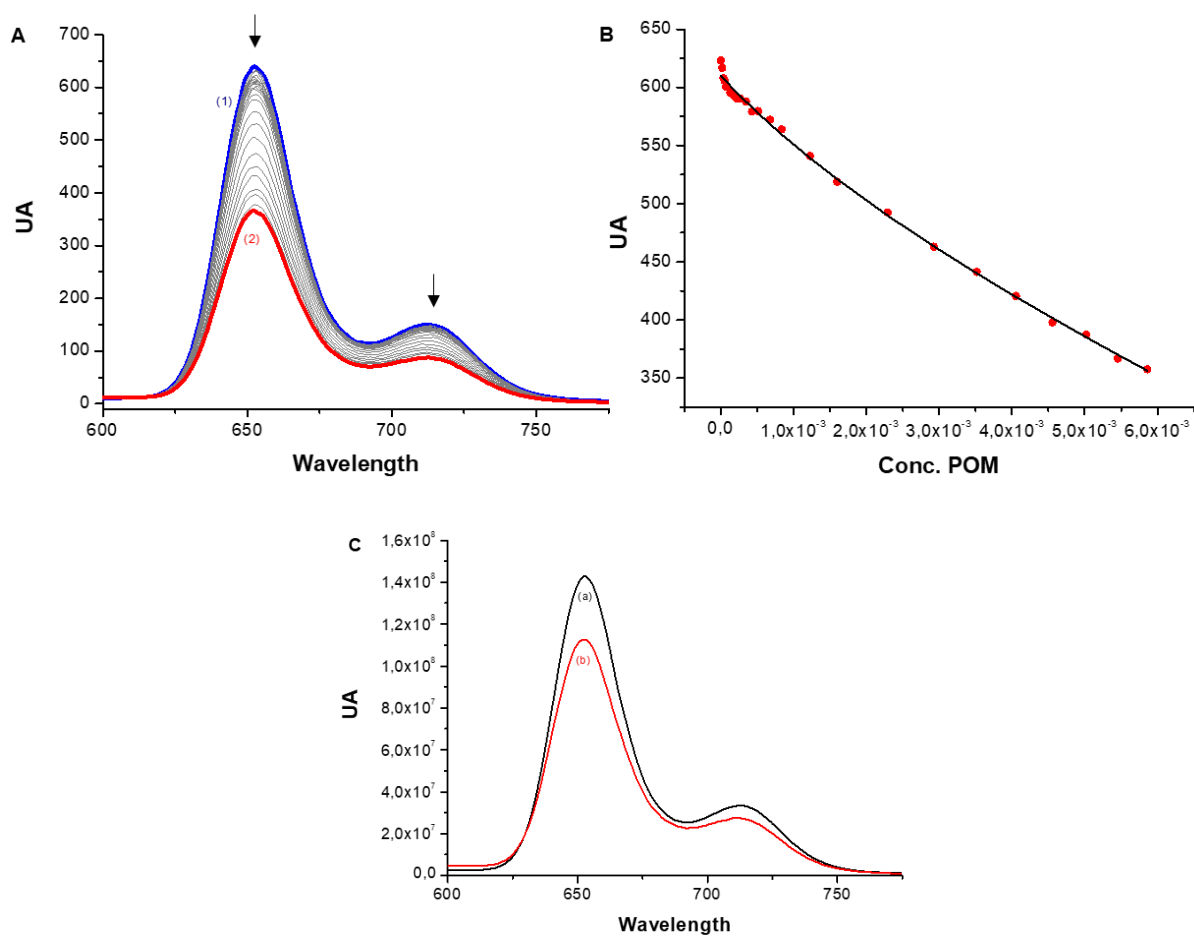 A
700
600
500
400
300
200
100
0
UA
(1)
(2)
600
650
700
750
Wavelength
B
650
600
550
500
450
400
350
UA
0,0
1,0x10⁻³
2,0x10⁻³
3,0x10⁻³
4,0x10⁻³
5,0x10⁻³
6,0x10⁻³
Conc. POM
C
1,6x10⁸
1,4x10⁸
1,2x10⁸
1,0x10⁸
8,0x10⁷
6,0x10⁷
4,0x10⁷
2,0x10⁷
0,0
UA
(a)
(b)
600
650
700
750
Wavelength